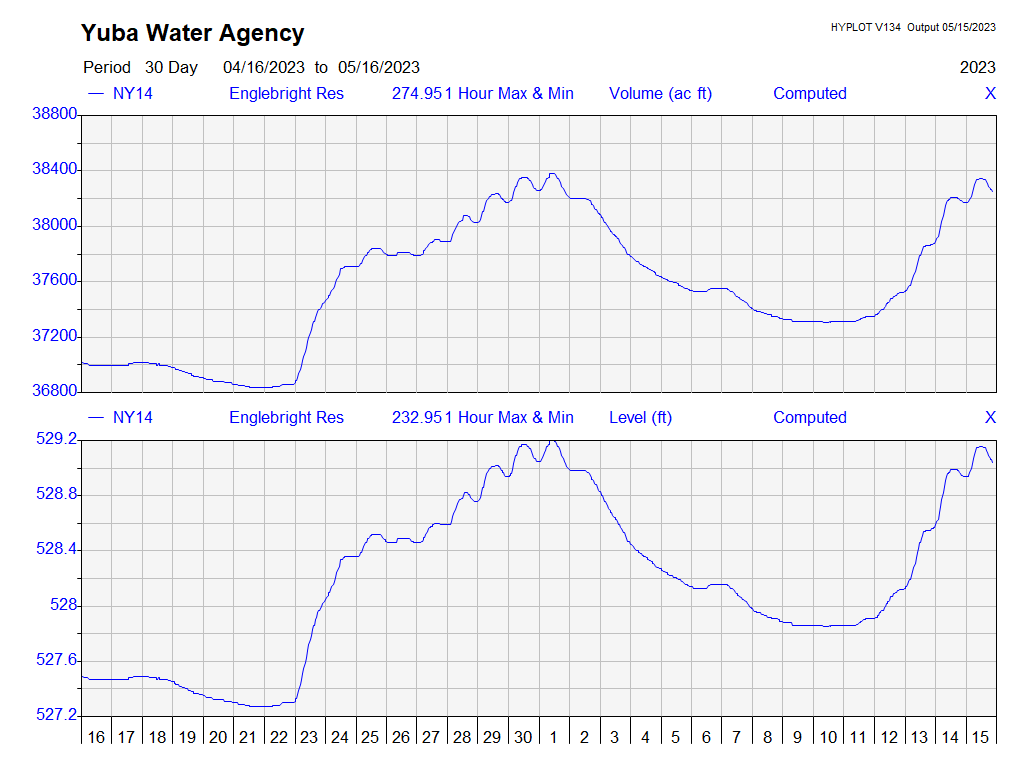 Yuba Water Agency
HYPLOT V134 Output 05/15/2023
Period 30 Day 04/16/2023 to 05/16/2023
2023
NY14 Englebright Res 274.951 Hour Max & Min Volume (ac ft) Computed X
38800
38400
38000
37600
37200
36800
NY14 Englebright Res 232.951 Hour Max & Min Level (ft) Computed X
529.2
528.8
528.4
528
527.6
527.2
16 17 18 19 20 21 22 23 24 25 26 27 28 29 30 1 2 3 4 5 6 7 8 9 10 11 12 13 14 15